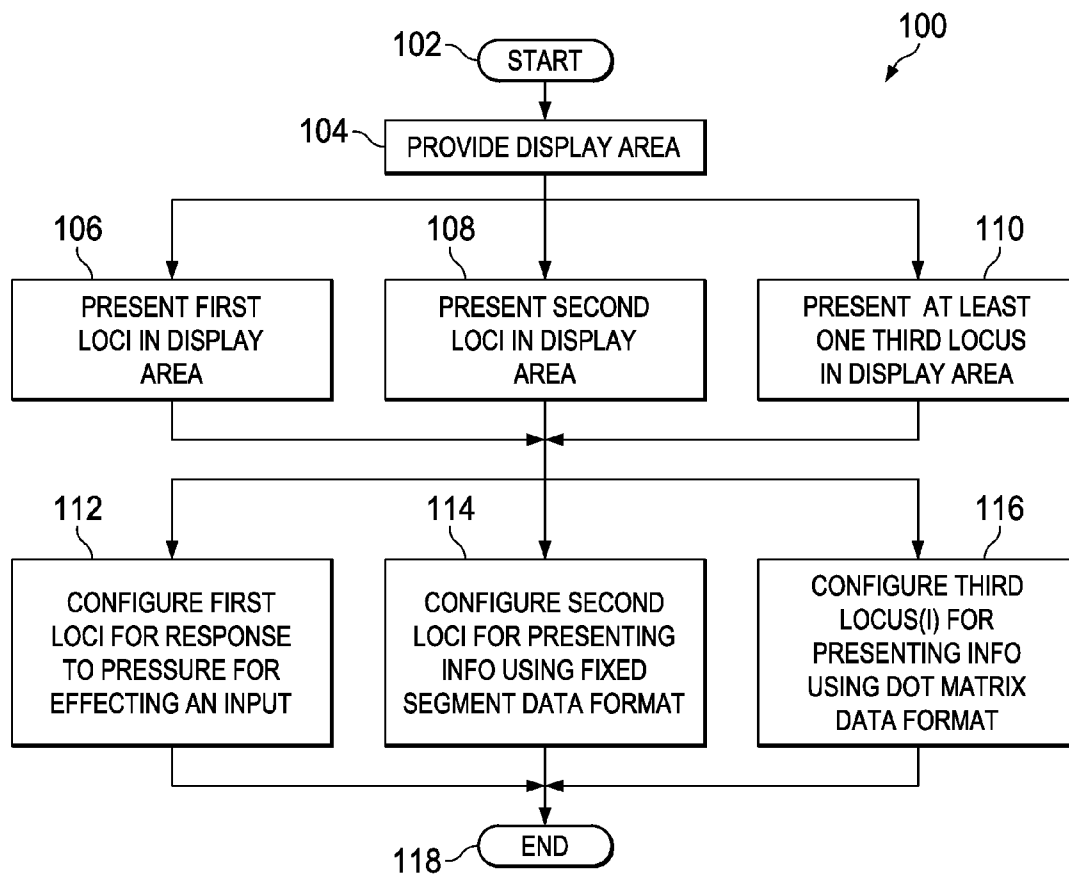 100
102
START
104
PROVIDE DISPLAY AREA
106
PRESENT FIRST
LOCI IN DISPLAY
AREA
108
PRESENT SECOND
LOCI IN DISPLAY
AREA
110
PRESENT AT LEAST
ONE THIRD LOCUS
IN DISPLAY AREA
112
CONFIGURE FIRST
LOCI FOR RESPONSE
TO PRESSURE FOR
EFFECTING AN INPUT
114
CONFIGURE SECOND
LOCI FOR PRESENTING
INFO USING FIXED
SEGMENT DATA FORMAT
116
CONFIGURE THIRD
LOCUS(I) FOR
PRESENTING INFO
USING DOT MATRIX
DATA FORMAT
END
118